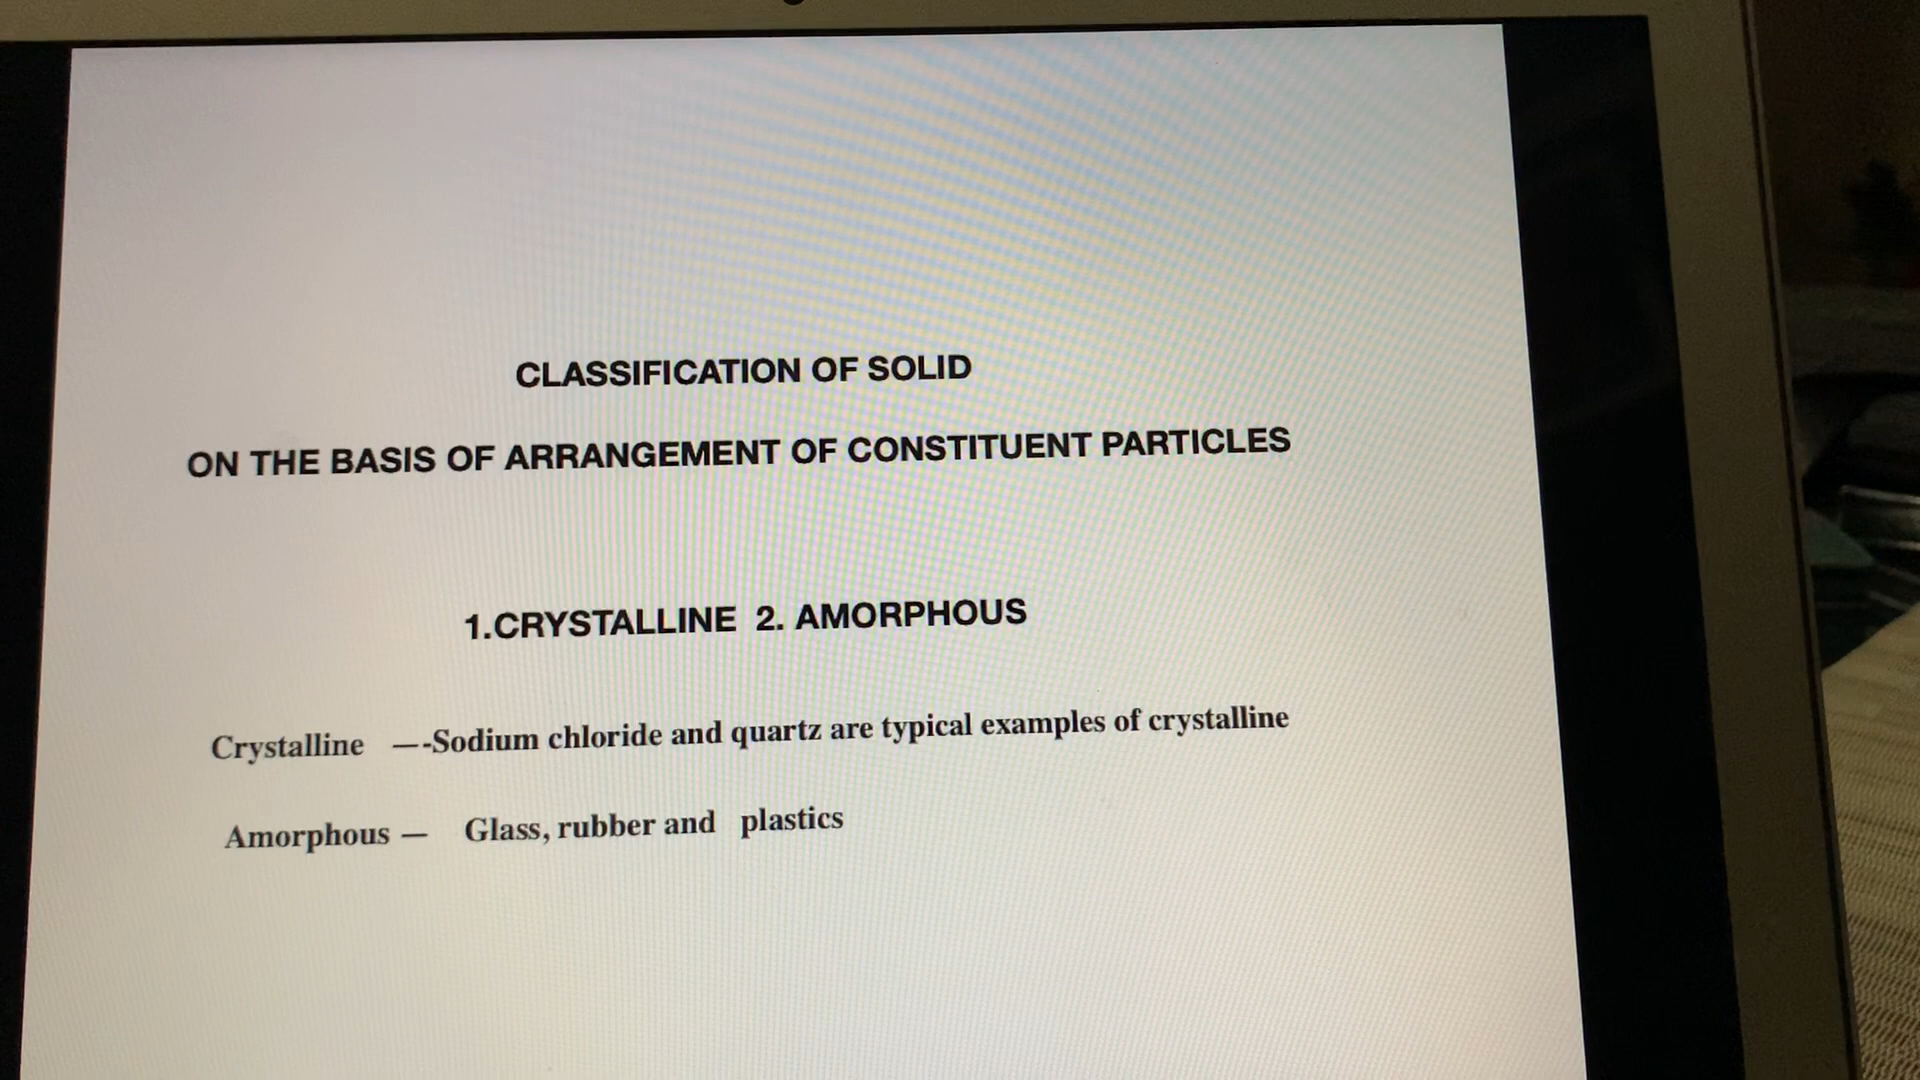 CLASSIFICATION OF SOLID
ON THE BASIS OF ARRANGEMENT OF CONSTITUENT PARTICLES
1.CRYSTALLINE 2. AMORPHOUS
Crystalline —-Sodium chloride and quartz are typical examples of crystalline
Amorphous — Glass, rubber and plastics